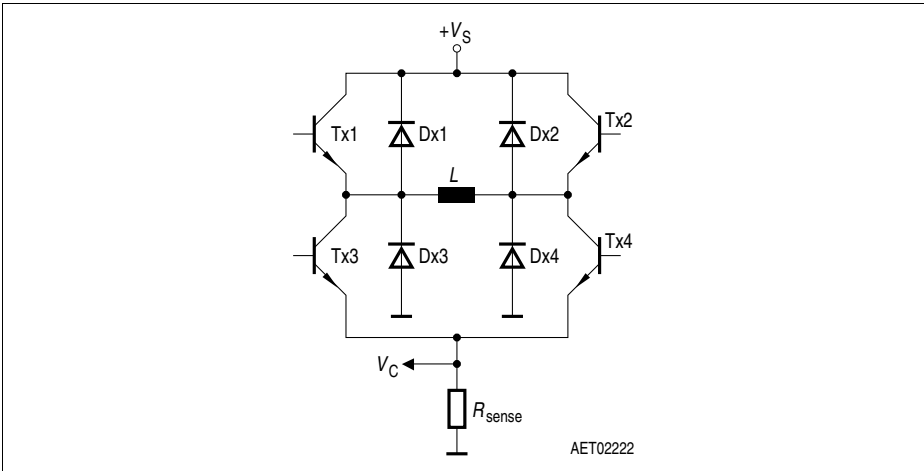 +VS
Tx1
Dx1
Dx2
Tx2
L
Tx3
Dx3
Dx4
Tx4
VC
Rsense
AET02222